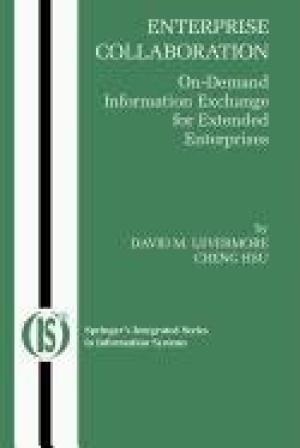 ENTERPRISE
COLLABORATION
On-Demand
Information Exchange
for Extended
Enterprises
by
DAVID M. LEVERMORE
CHENG HSU
(IS)
Springer's Integrated Series
in Information Systems